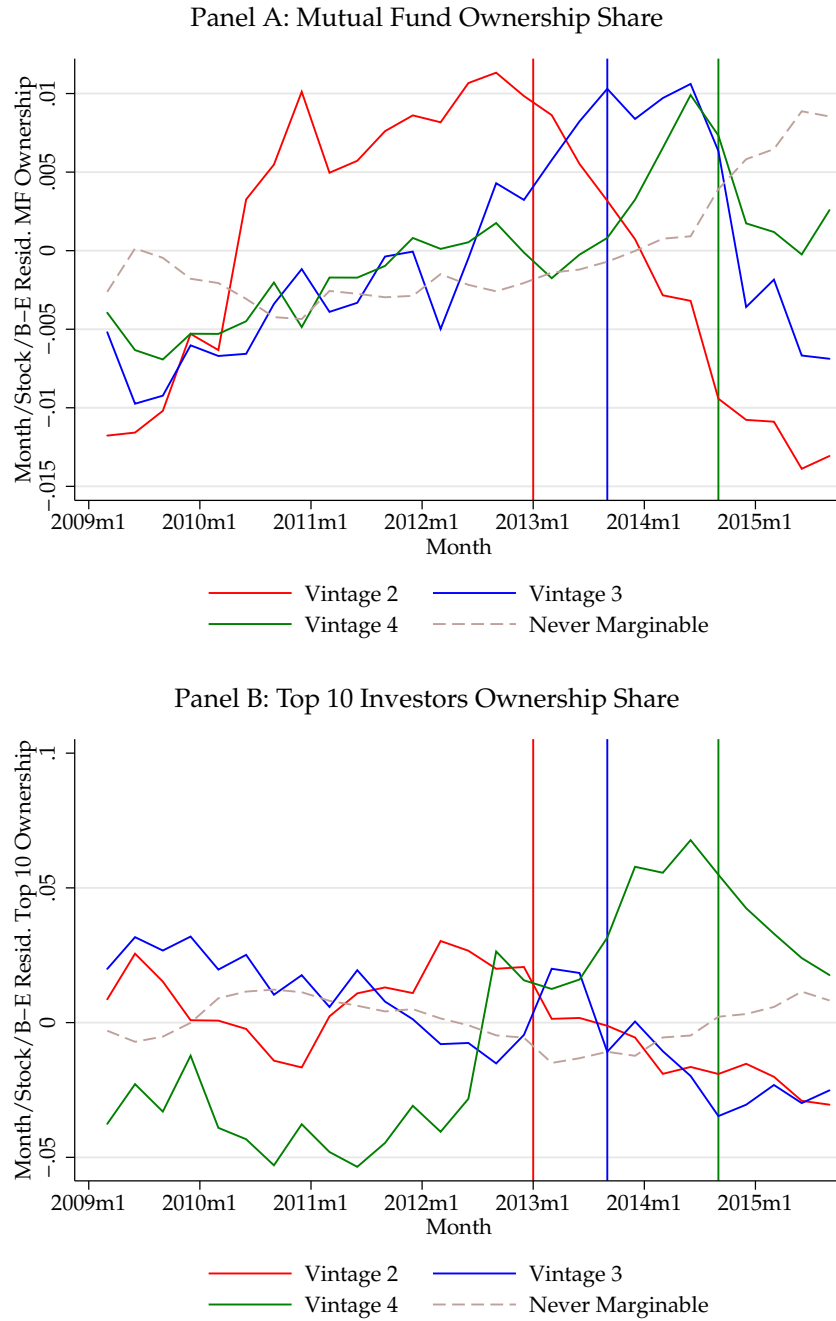 Panel A: Mutual Fund Ownership Share
Month/Stock/B−E Resid. MF Ownership
.01
.005
0
−.005
−.01
−.015
2009m1 2010m1 2011m1 2012m1 2013m1 2014m1 2015m1
Month
Vintage 2 Vintage 3
Vintage 4 Never Marginable
Panel B: Top 10 Investors Ownership Share
Month/Stock/B−E Resid. Top 10 Ownership
.1
.05
0
−.05
2009m1 2010m1 2011m1 2012m1 2013m1 2014m1 2015m1
Month
Vintage 2 Vintage 3
Vintage 4 Never Marginable